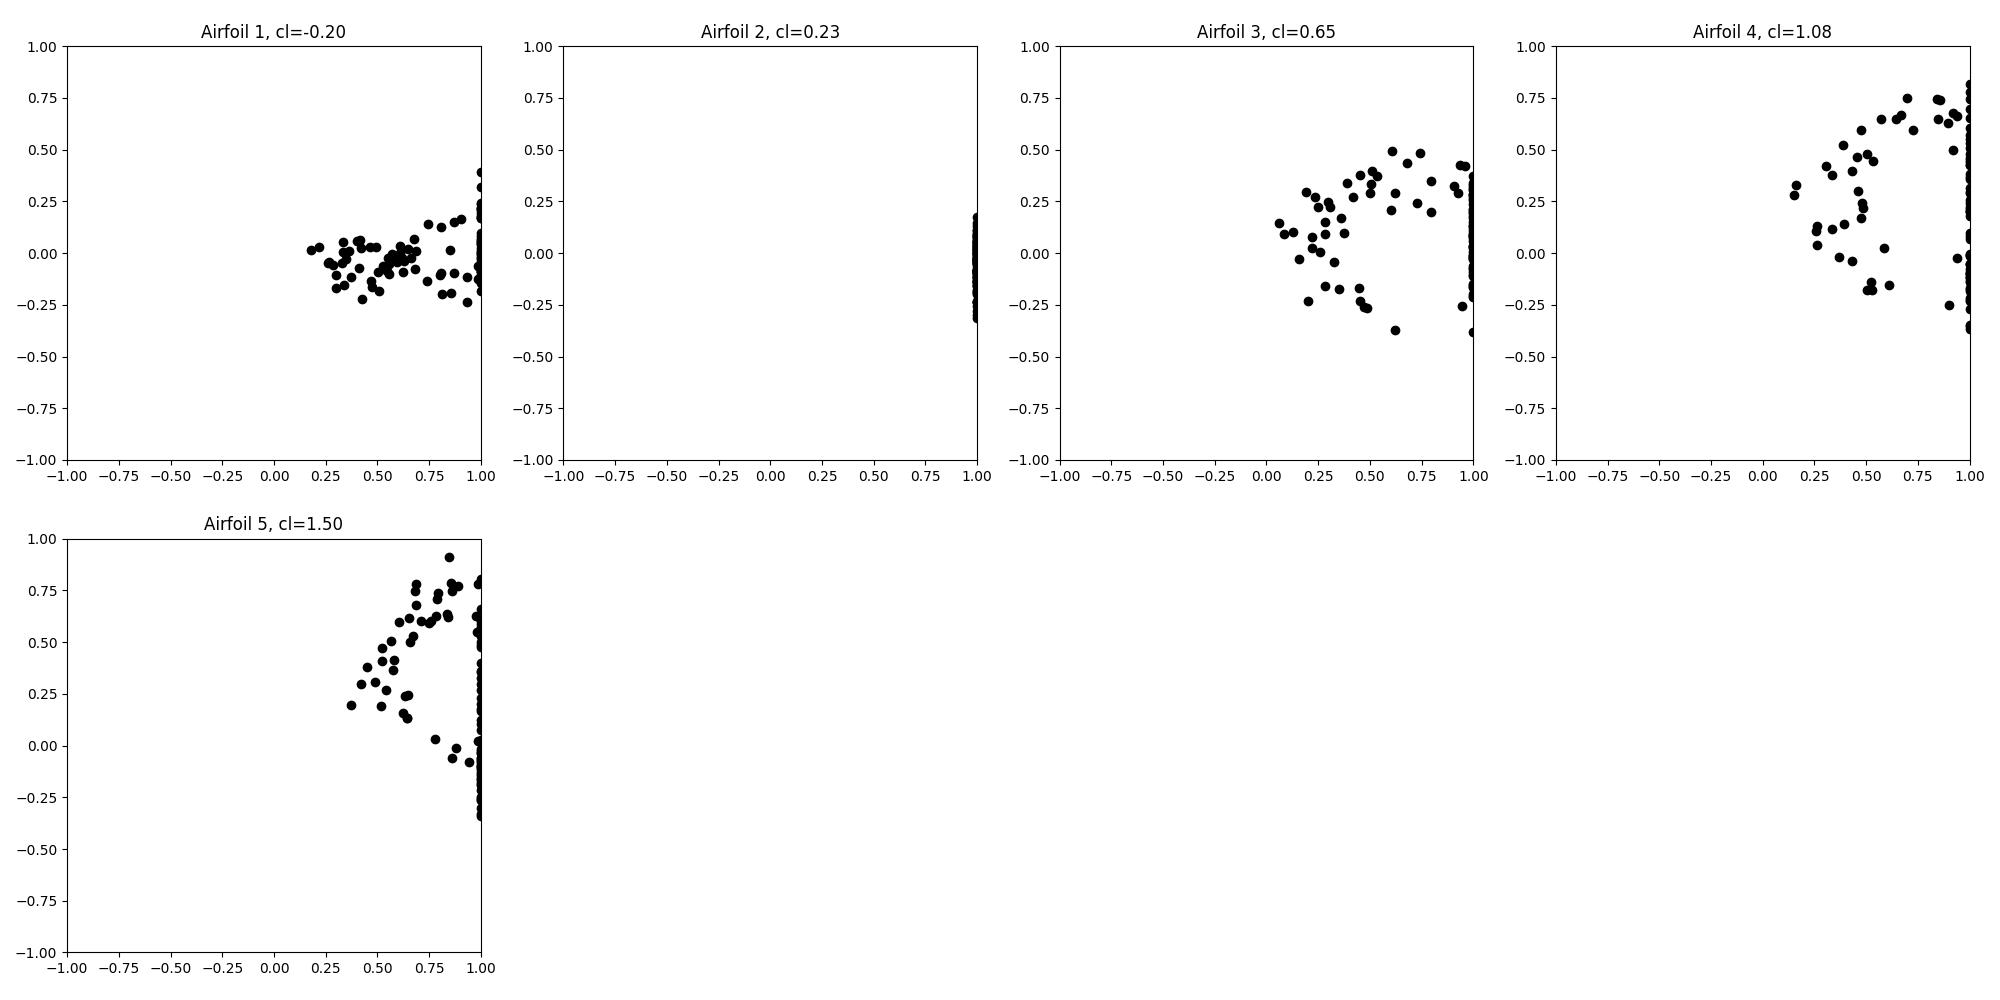 Airfoil 1, cl=-0.20
Airfoil 2, cl=0.23
Airfoil 3, cl=0.65
Airfoil 4, cl=1.08
1.00 1.00 1.00 1.00
0.75 0.75 0.75 0.75
0.50 0.50 0.50 0.50
0.25 0.25 0.25 0.25
0.00 0.00 0.00 0.00
−0.25 −0.25 −0.25 −0.25
−0.50 −0.50 −0.50 −0.50
−0.75 −0.75 −0.75 −0.75
−1.00 −1.00 −1.00 −1.00
−1.00 −0.75 −0.50 −0.25 0.00 0.25 0.50 0.75 1.00
−1.00 −0.75 −0.50 −0.25 0.00 0.25 0.50 0.75 1.00
−1.00 −0.75 −0.50 −0.25 0.00 0.25 0.50 0.75 1.00
−1.00 −0.75 −0.50 −0.25 0.00 0.25 0.50 0.75 1.00
Airfoil 5, cl=1.50
1.00
0.75
0.50
0.25
0.00
−0.25
−0.50
−0.75
−1.00
−1.00 −0.75 −0.50 −0.25 0.00 0.25 0.50 0.75 1.00